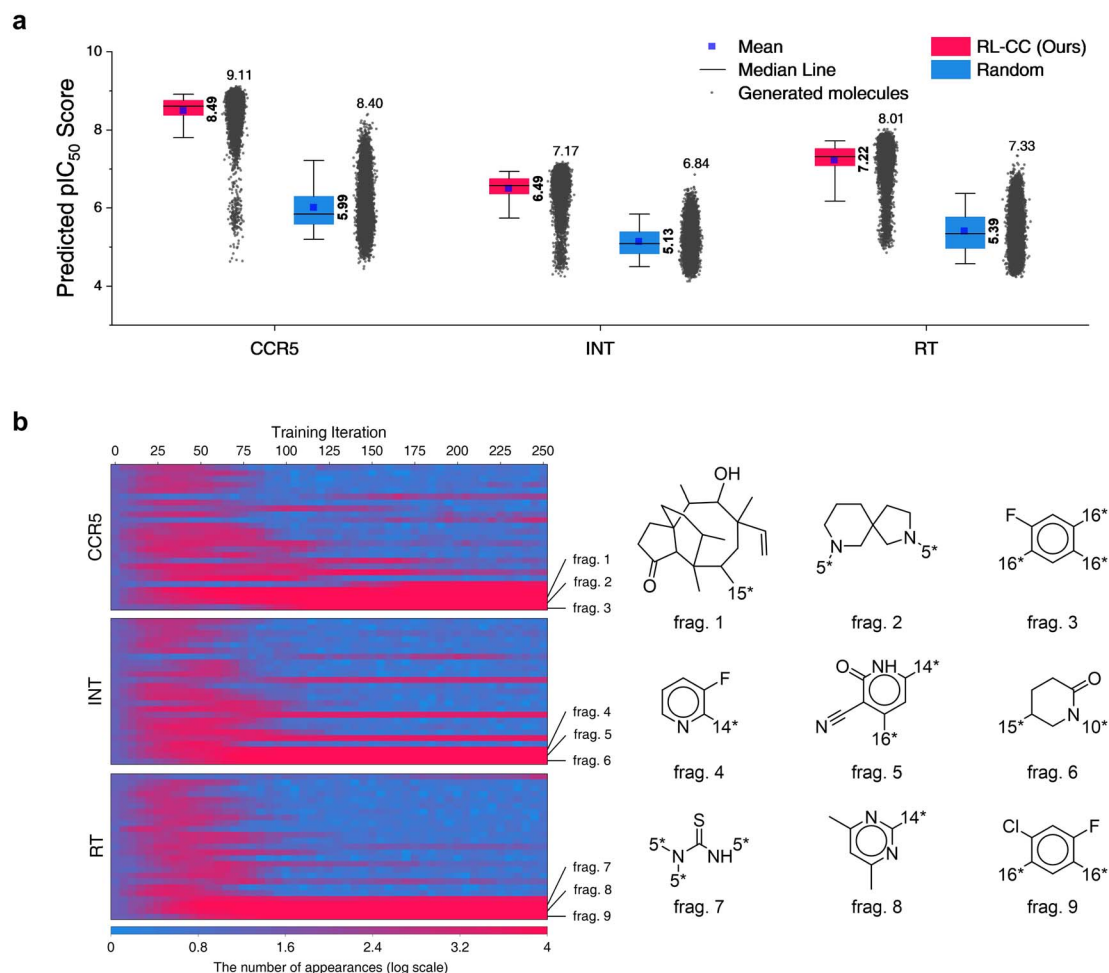 a
Predicted pIC50 Score
10
8
6
4
Mean
Median Line
Generated molecules
RL-CC (Ours)
Random
8.49
9.11
5.99
8.40
6.49
7.17
5.13
6.84
7.22
8.01
5.39
7.33
CCR5
INT
RT
b
Training Iteration
0 25 50 75 100 125 150 175 200 225 250
CCR5
frag. 1
frag. 2
frag. 3
INT
frag. 4
frag. 5
frag. 6
RT
frag. 7
frag. 8
frag. 9
0 0.8 1.6 2.4 3.2 4
The number of appearances (log scale)
OH
O
15*
frag. 1
N
5*
N
5*
frag. 2
F
16*
16*
16*
frag. 3
F
N
14*
frag. 4
O
NH
14*
N
16*
frag. 5
O
15*
N
10*
frag. 6
S
5*
N
NH
5*
5*
frag. 7
N
14*
N
frag. 8
Cl
F
16*
16*
frag. 9